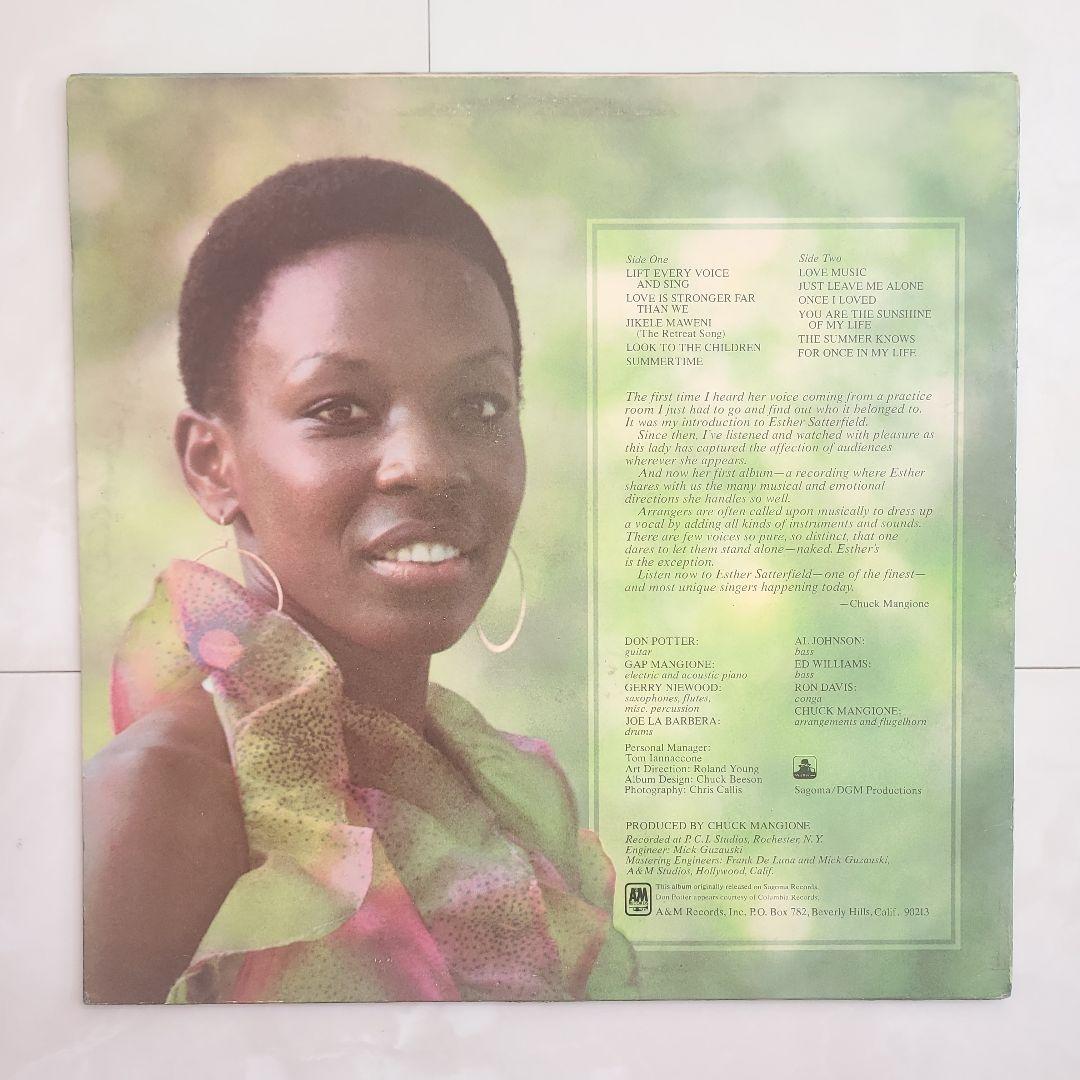 Side One
LIFT EVERY VOICE
AND SING
LOVE IS STRONGER FAR
THAN WE
JIKELE MAWENI
(The Retreat Song)
LOOK TO THE CHILDREN
SUMMERTIME
Side Two
LOVE MUSIC
JUST LEAVE ME ALONE
ONCE I LOVED
YOU ARE THE SUNSHINE
OF MY LIFE
THE SUMMER KNOWS
FOR ONCE IN MY LIFE
The first time I heard her voice coming from a practice
room I just had to go and find out who it belonged to.
It was my introduction to Esther Satterfield.
Since then, I've listened and watched with pleasure as
this lady has captured the affection of audiences
wherever she appears.
And now her first album—a recording where Esther
shares with us the many musical and emotional
directions she handles so well.
Arrangers are often called upon musically to dress up
a vocal by adding all kinds of instruments and sounds.
There are few voices so pure, so distinct, that one
dares to let them stand alone—naked. Esther's
is the exception.
Listen now to Esther Satterfield—one of the finest—
and most unique singers happening today.
—Chuck Mangione
DON POTTER:
guitar
GAP MANGIONE:
electric and acoustic piano
GERRY NIEWOOD:
saxophones, flutes,
misc. percussion
JOE LA BARBERA:
drums
AL JOHNSON:
bass
ED WILLIAMS:
bass
RON DAVIS:
conga
CHUCK MANGIONE:
arrangements and flugelhorn
Personal Manager:
Tom Iannaccone
Art Direction: Roland Young
Album Design: Chuck Beeson
Photography: Chris Callis
Sagoma/DGM Productions
PRODUCED BY CHUCK MANGIONE
Recorded at P.C.I. Studios, Rochester, N.Y.
Engineer: Mick Guzauski
Mastering Engineers: Frank De Luna and Mick Guzauski,
A&M Studios, Hollywood, Calif.
A&M
RECORDS
This album originally released on Sagoma Records.
Don Potter appears courtesy of Columbia Records.
A&M Records, Inc. P.O. Box 782, Beverly Hills, Calif. 90213